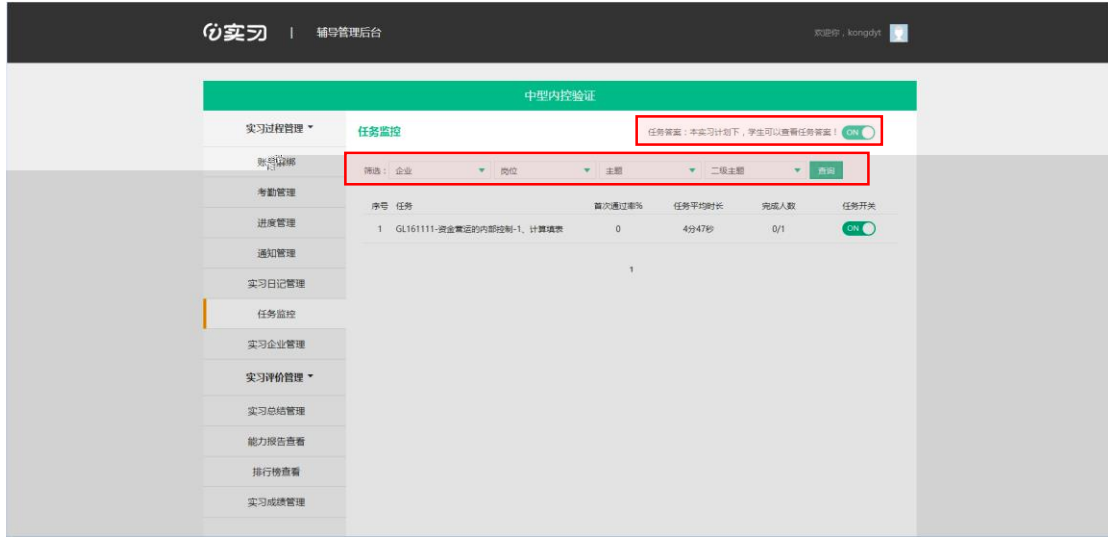 i实习 | 辅导管理后台
欢迎你，kongdyt
中型内控验证
实习过程管理
任务监控
任务答案：本实习计划下，学生可以查看任务答案！ ON
账号解绑
筛选： 企业 岗位 主题 二级主题 查询
考勤管理
序号 任务 首次通过率% 任务平均时长 完成人数 任务开关
进度管理
1 GL161111-资金营运的内部控制-1、计算填表 0 4分47秒 0/1 ON
通知管理
1
实习日记管理
任务监控
实习企业管理
实习评价管理
实习总结管理
能力报告查看
排行榜查看
实习成绩管理